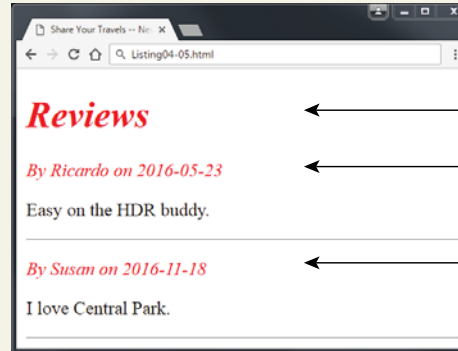 Share Your Travels -- Ne
Listing04-05.html
Reviews
By Ricardo on 2016-05-23
Easy on the HDR buddy.
By Susan on 2016-11-18
I love Central Park.